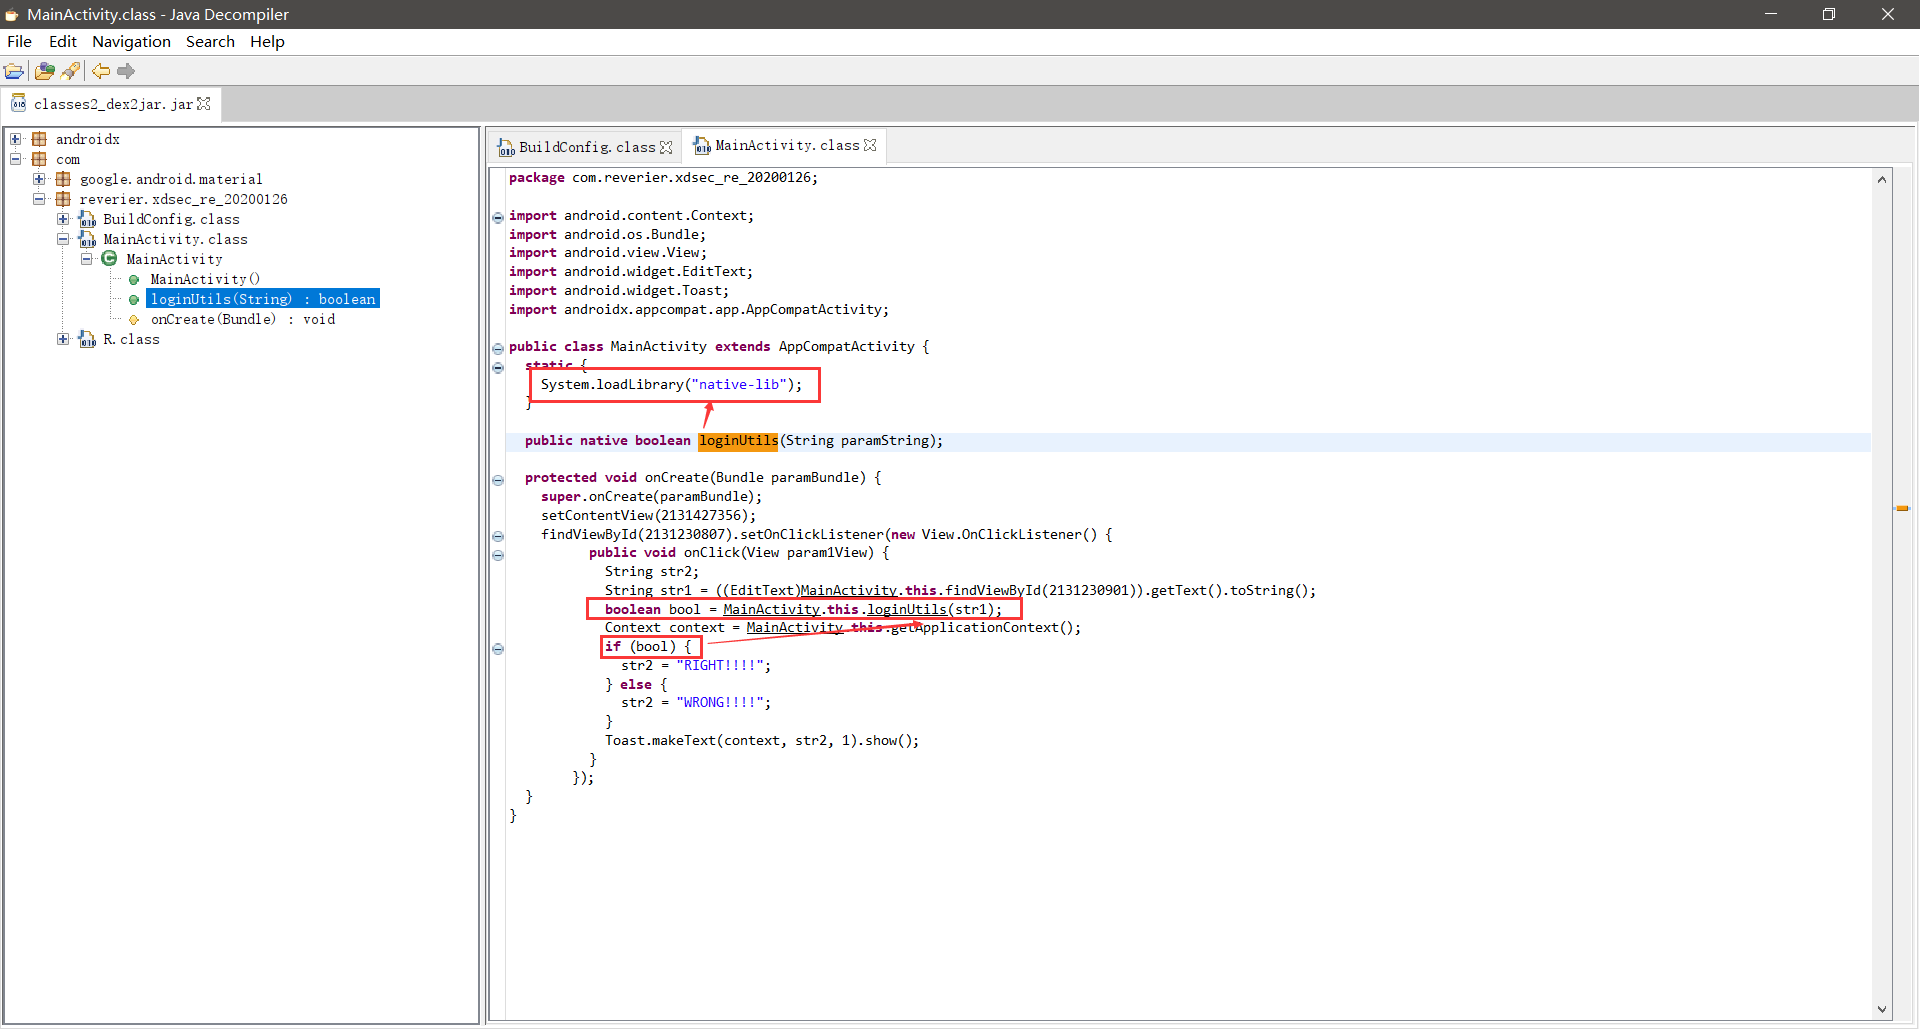 MainActivity.class - Java Decompiler
File Edit Navigation Search Help
classes2_dex2jar.jar
androidx
com
google.android.material
reverier.xdsec_re_20200126
BuildConfig.class
MainActivity.class
MainActivity
MainActivity()
loginUtils(String) : boolean
onCreate(Bundle) : void
R.class
BuildConfig.class MainActivity.class
package com.reverier.xdsec_re_20200126;
import android.content.Context;
import android.os.Bundle;
import android.view.View;
import android.widget.EditText;
import android.widget.Toast;
import androidx.appcompat.app.AppCompatActivity;
public class MainActivity extends AppCompatActivity {
static {
System.loadLibrary("native-lib");
}
public native boolean loginUtils(String paramString);
protected void onCreate(Bundle paramBundle) {
super.onCreate(paramBundle);
setContentView(2131427356);
findViewById(2131230807).setOnClickListener(new View.OnClickListener() {
public void onClick(View param1View) {
String str2;
String str1 = ((EditText)MainActivity.this.findViewById(2131230901)).getText().toString();
boolean bool = MainActivity.this.loginUtils(str1);
Context context = MainActivity.this.getApplicationContext();
if (bool) {
str2 = "RIGHT!!!!";
} else {
str2 = "WRONG!!!!";
}
Toast.makeText(context, str2, 1).show();
}
});
}
}